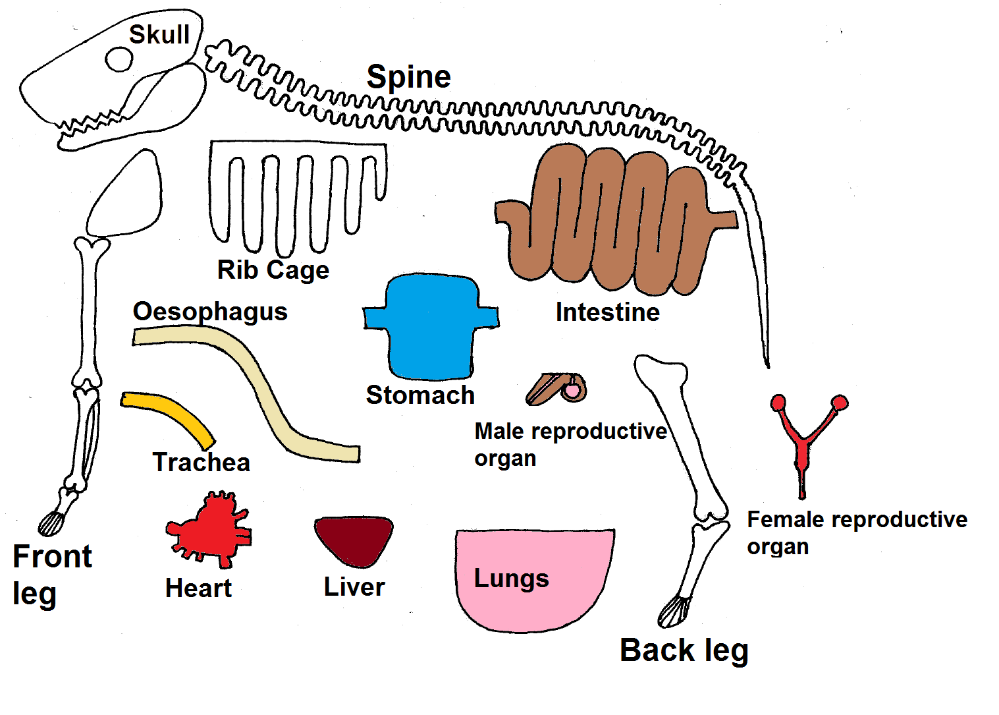 Skull
Spine
Rib Cage
Oesophagus
Intestine
Stomach
Male reproductive
organ
Trachea
Female reproductive
organ
Front
leg
Heart
Liver
Lungs
Back leg